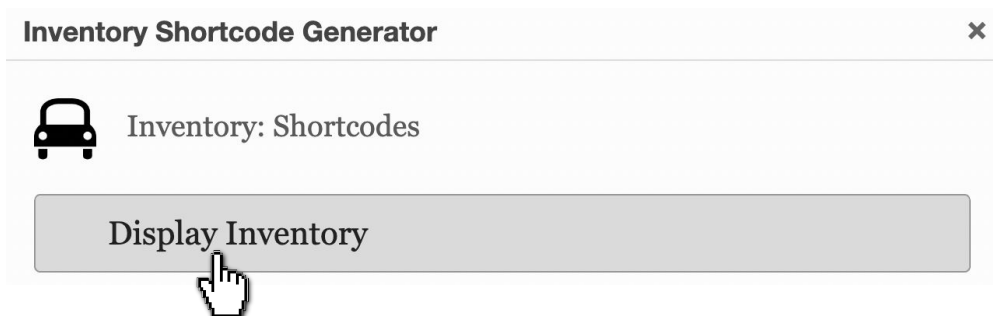 Inventory Shortcode Generator
Inventory: Shortcodes
Display Inventory